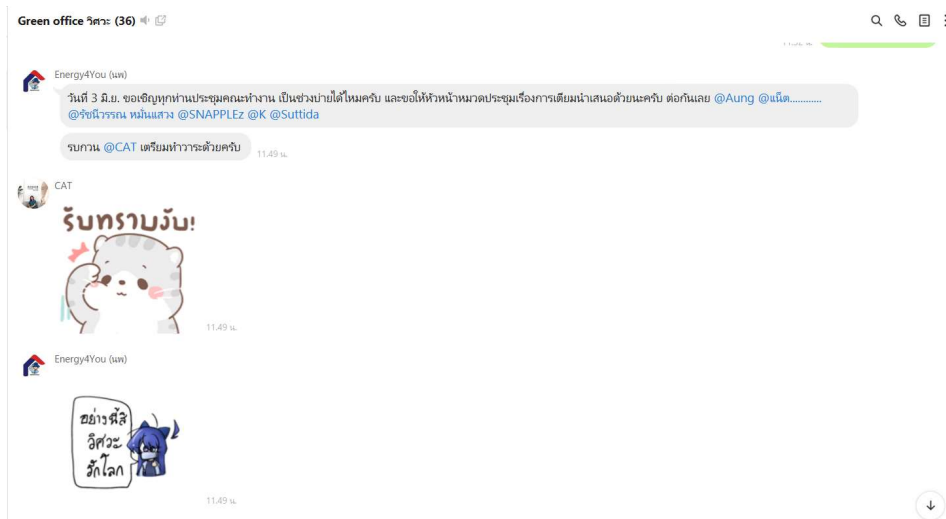 Green office วิศวะ (36)
Energy4You (นพ)
วันที่ 3 มิ.ย. ขอเชิญทุกท่านประชุมคณะทำงาน เป็นช่วงบ่ายได้ไหมครับ และขอให้หัวหน้าหมวดประชุมเรื่องการเตียมนำเสนอด้วยนะครับ ต่อกันเลย @Aung @แน็ต............
@รัชนีวรรณ หมั่นแสวง @SNAPPLEz @K @Suttida
รบกวน @CAT เตรียมทำวาระด้วยครับ
11.49 น.
CAT
รับทราบงับ!
11.49 น.
Energy4You (นพ)
อย่างนี้สิ
วิศวะ
รักโลก
11.49 น.